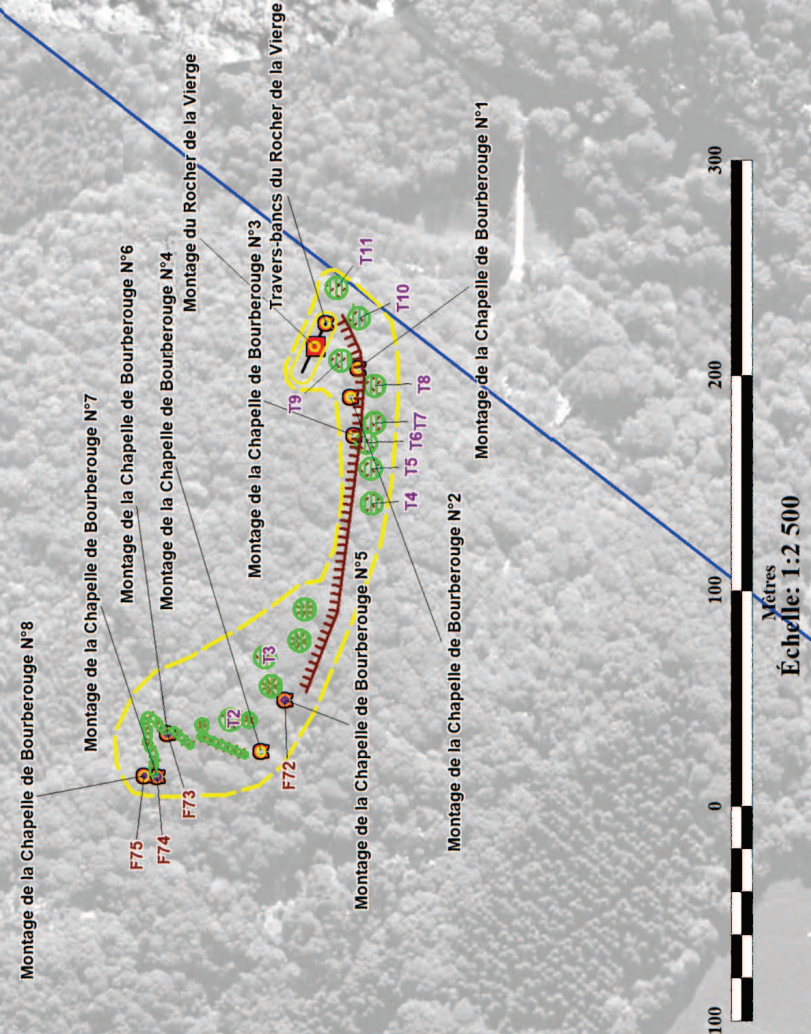 Montage de la Chapelle de Bourberouge N°8
Montage de la Chapelle de Bourberouge N°7
Montage de la Chapelle de Bourberouge N°6
Montage de la Chapelle de Bourberouge N°4
Montage du Rocher de la Vierge
Montage de la Chapelle de Bourberouge N°3
Travers-bancs du Rocher de la Vierge
F75
F74
F73
F72
T2
T3
T9
T11
T10
T8
T7
T6
T5
T4
Montage de la Chapelle de Bourberouge N°5
Montage de la Chapelle de Bourberouge N°2
Montage de la Chapelle de Bourberouge N°1
100
0
100
200
300
Mètres
Échelle: 1:2 500